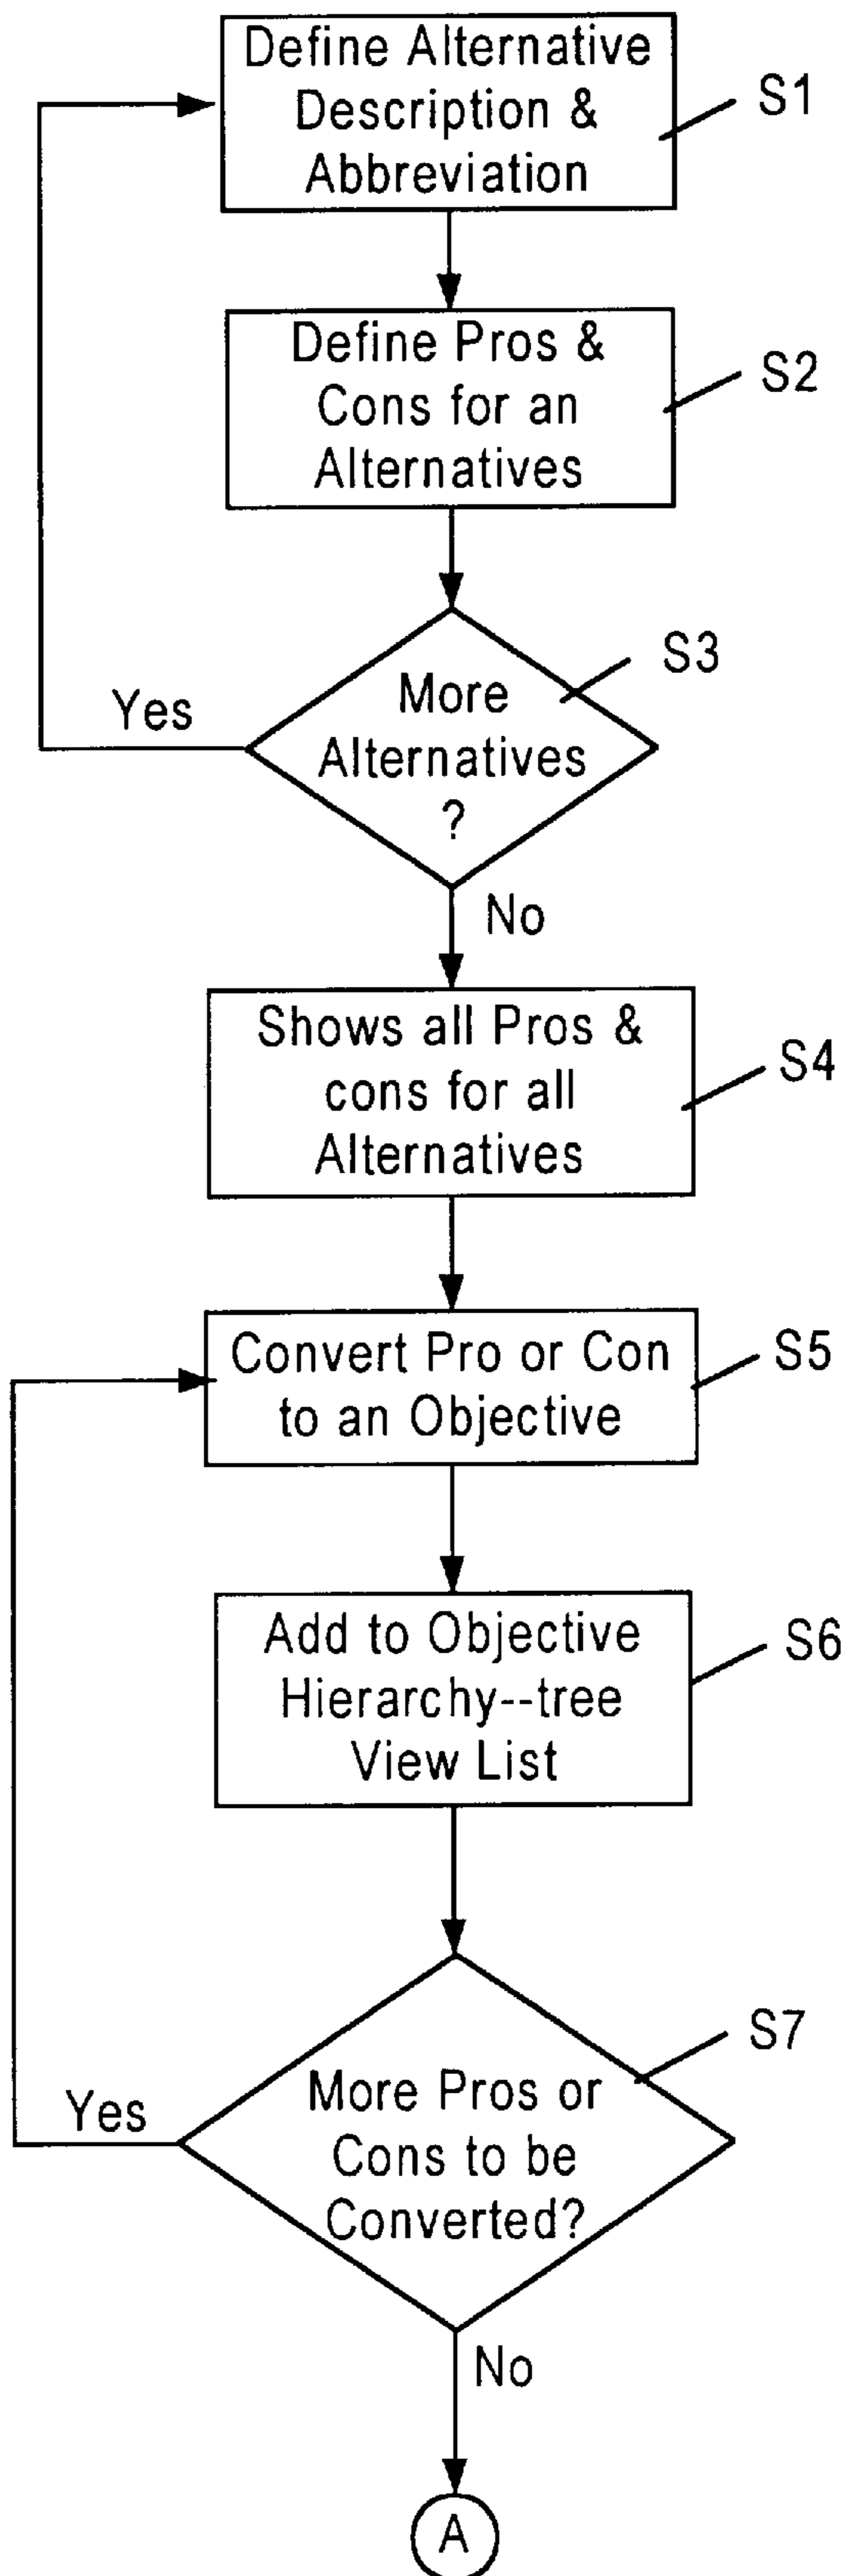 Define Alternative
Description &
Abbreviation
S1
Define Pros &
Cons for an
Alternatives
S2
More
Alternatives
?
S3
Yes
No
Shows all Pros &
cons for all
Alternatives
S4
Convert Pro or Con
to an Objective
S5
Add to Objective
Hierarchy--tree
View List
S6
More Pros or
Cons to be
Converted?
S7
Yes
No
A